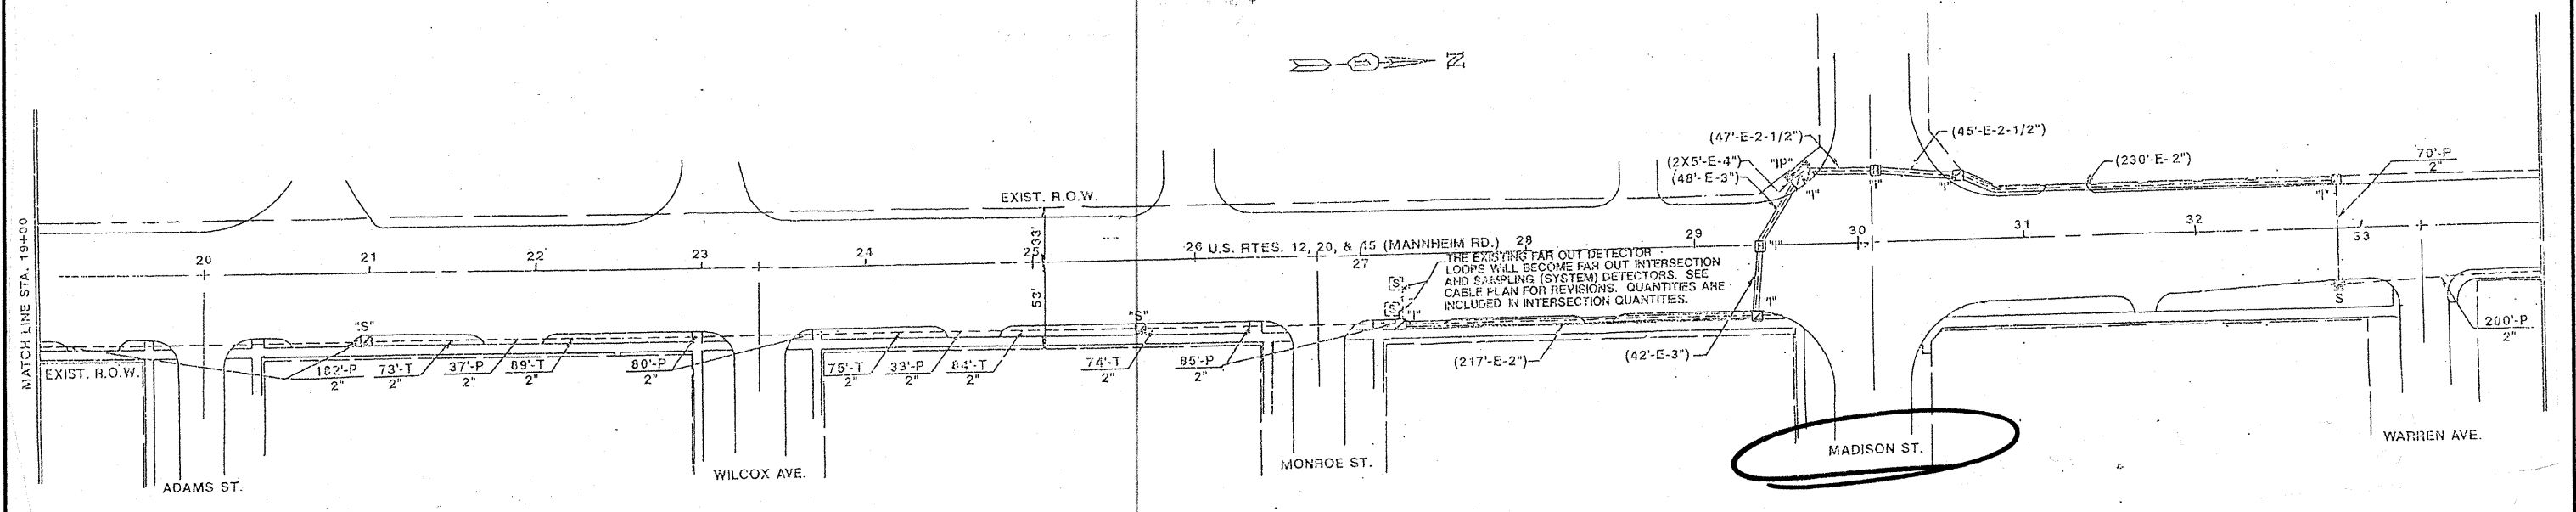 N
(47'-E-2-1/2")
(45'-E-2-1/2")
(2X5'-E-4")
"IP"
(48'-E-3")
"I"
"I"
"I"
"I"
(230'-E-2")
70'-P
2"
MATCH LINE STA. 19+00
EXIST. R.O.W.
33'
53'
20
21
22
23
24
25
26 U.S. RTES. 12, 20, & 45 (MANNHEIM RD.)
27
28
29
30
31
32
33
THE EXISTING FAR OUT DETECTOR
LOOPS WILL BECOME FAR OUT INTERSECTION
AND SAMPLING (SYSTEM) DETECTORS. SEE
CABLE PLAN FOR REVISIONS. QUANTITIES ARE
INCLUDED IN INTERSECTION QUANTITIES.
S
S
"I"
"I"
"I"
"S"
"S"
S
EXIST. R.O.W.
182'-P
2"
73'-T
2"
37'-P
2"
89'-T
2"
80'-P
2"
75'-T
2"
33'-P
2"
84'-T
2"
74'-T
2"
85'-P
2"
(217'-E-2")
(42'-E-3")
200'-P
2"
ADAMS ST.
WILCOX AVE.
MONROE ST.
MADISON ST.
WARREN AVE.